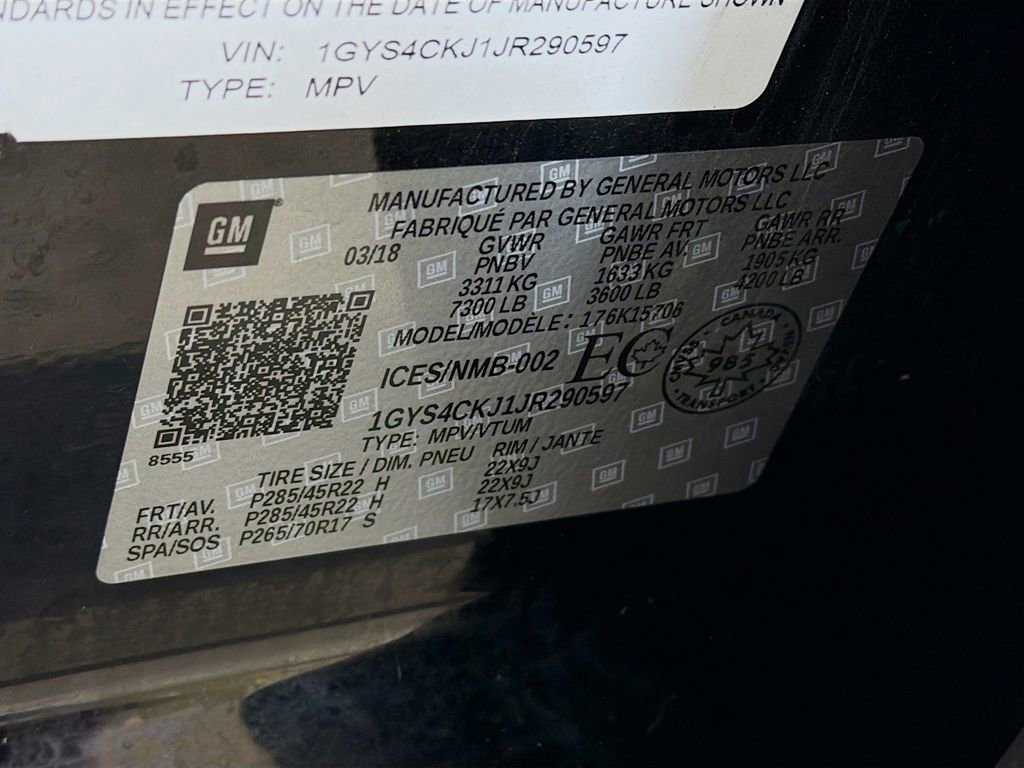 NDARDS IN EFFECT ON THE DATE OF MANUFACTURE SHOWN
VIN: 1GYS4CKJ1JR290597
TYPE: MPV
GM
MANUFACTURED BY GENERAL MOTORS LLC
FABRIQUÉ PAR GENERAL MOTORS LLC
03/18 GVWR GAWR FRT GAWR RR
PNBV PNBE AV. PNBE ARR.
3311 KG 1633 KG 1905 KG
7300 LB 3600 LB 4200 LB
MODEL/MODELE: 176K15706
ICES/NMB-002 EC
CANADA TRANSPORT 983
1GYS4CKJ1JR290597
TYPE: MPV/VTUM
8555
TIRE SIZE / DIM. PNEU RIM / JANTE
FRT/AV. P285/45R22 H 22X9J
RR/ARR. P285/45R22 H 22X9J
SPA/SOS P265/70R17 S 17X7.5J